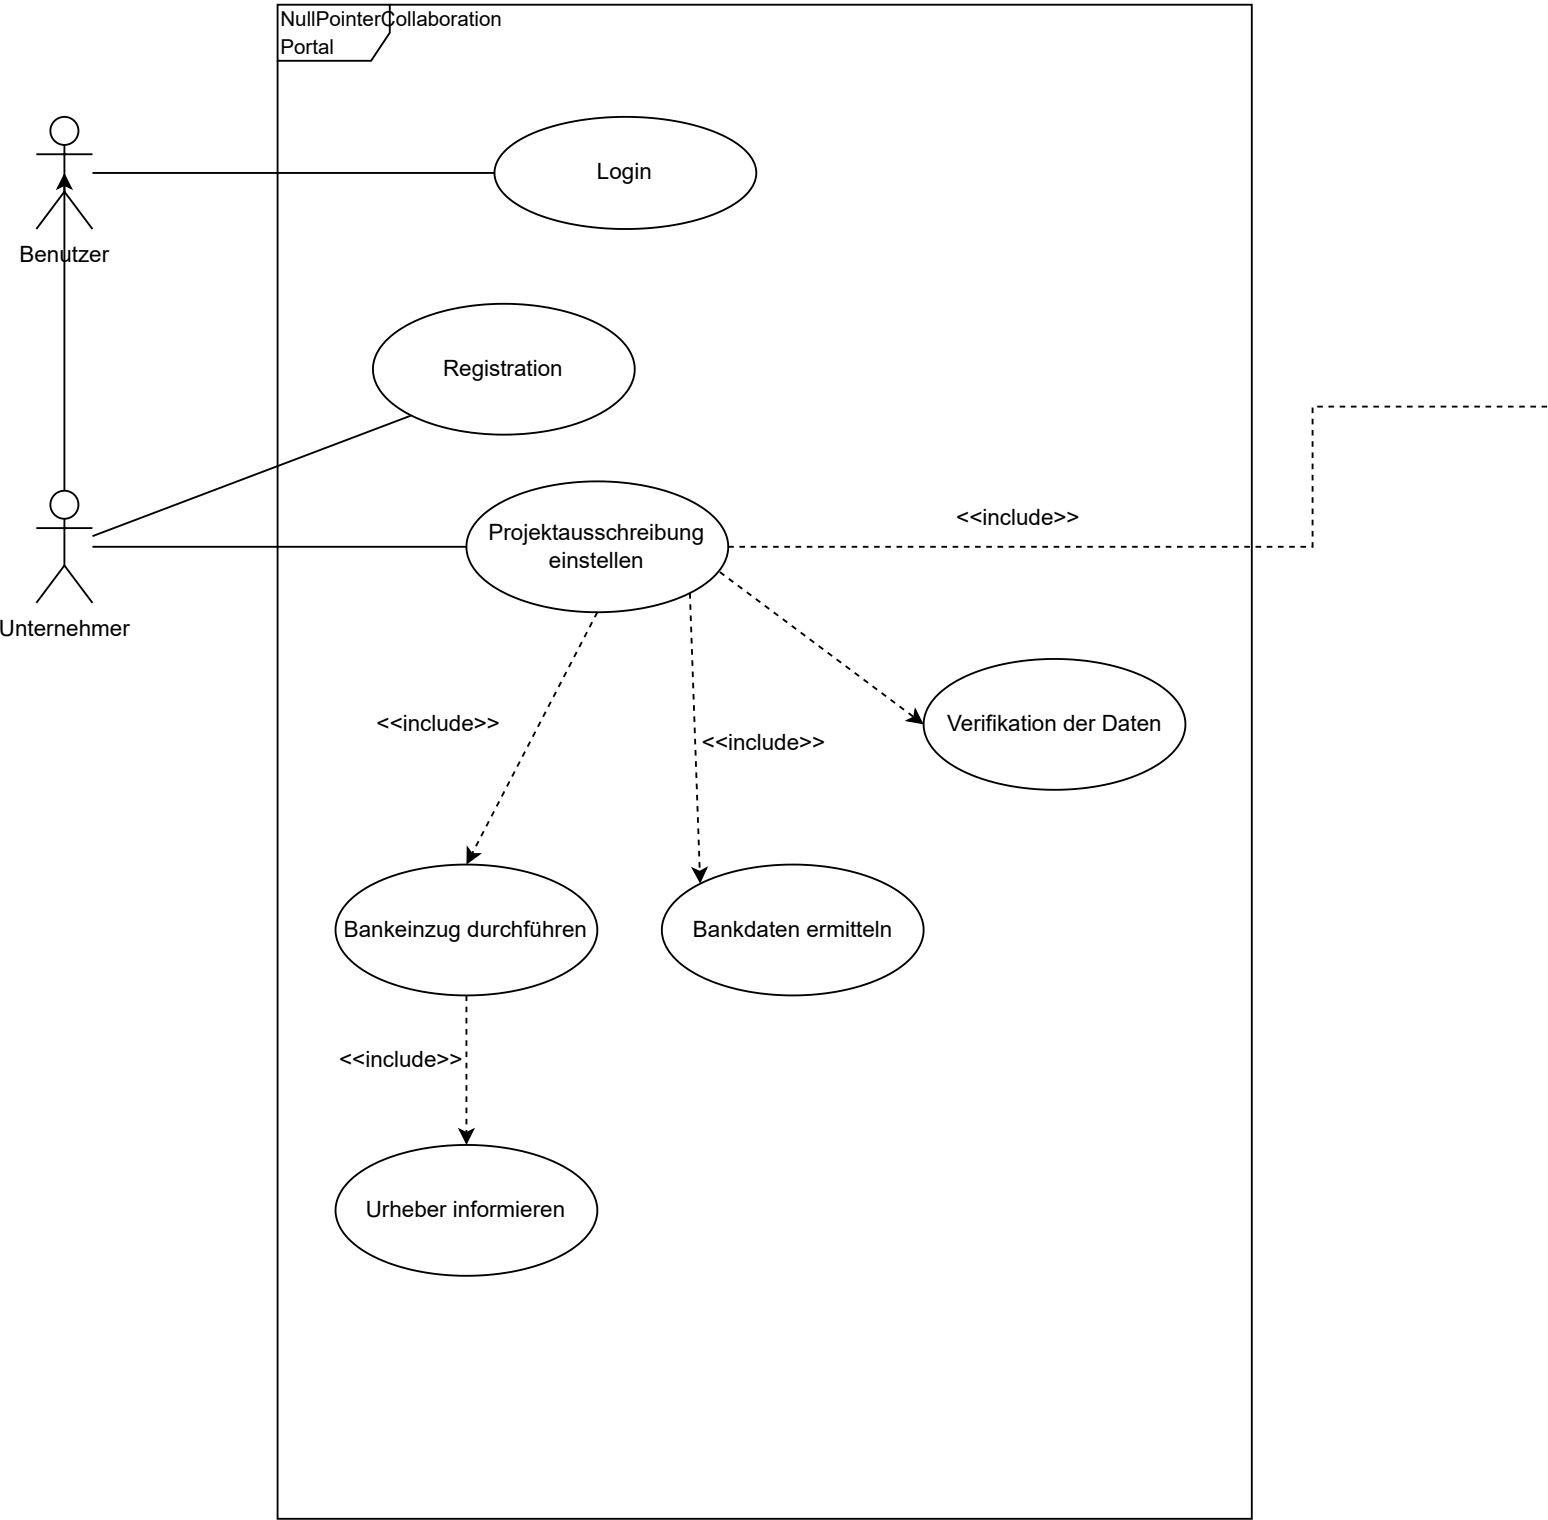 NullPointerCollaboration
Portal
Login
Benutzer
Registration
<<include>>
Projektausschreibung
einstellen
Unternehmer
<<include>>
<<include>>
Verifikation der Daten
Bankeinzug durchführen
Bankdaten ermitteln
<<include>>
Urheber informieren